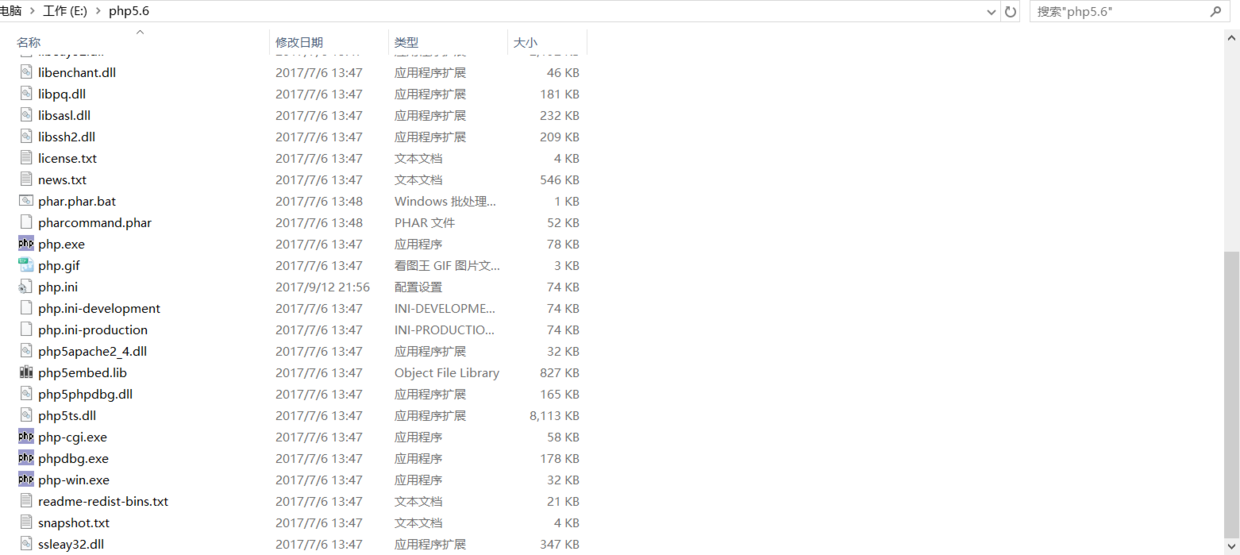 电脑 › 工作 (E:) › php5.6 搜索"php5.6"
名称 修改日期 类型 大小
libenchant.dll 2017/7/6 13:47 应用程序扩展 46 KB
libpq.dll 2017/7/6 13:47 应用程序扩展 181 KB
libsasl.dll 2017/7/6 13:47 应用程序扩展 232 KB
libssh2.dll 2017/7/6 13:47 应用程序扩展 209 KB
license.txt 2017/7/6 13:47 文本文档 4 KB
news.txt 2017/7/6 13:47 文本文档 546 KB
phar.phar.bat 2017/7/6 13:48 Windows 批处理... 1 KB
pharcommand.phar 2017/7/6 13:48 PHAR 文件 52 KB
php.exe 2017/7/6 13:47 应用程序 78 KB
php.gif 2017/7/6 13:47 看图王 GIF 图片文... 3 KB
php.ini 2017/9/12 21:56 配置设置 74 KB
php.ini-development 2017/7/6 13:47 INI-DEVELOPME... 74 KB
php.ini-production 2017/7/6 13:47 INI-PRODUCTIO... 74 KB
php5apache2_4.dll 2017/7/6 13:47 应用程序扩展 32 KB
php5embed.lib 2017/7/6 13:47 Object File Library 827 KB
php5phpdbg.dll 2017/7/6 13:47 应用程序扩展 165 KB
php5ts.dll 2017/7/6 13:47 应用程序扩展 8,113 KB
php-cgi.exe 2017/7/6 13:47 应用程序 58 KB
phpdbg.exe 2017/7/6 13:47 应用程序 178 KB
php-win.exe 2017/7/6 13:47 应用程序 32 KB
readme-redist-bins.txt 2017/7/6 13:47 文本文档 21 KB
snapshot.txt 2017/7/6 13:47 文本文档 4 KB
ssleay32.dll 2017/7/6 13:47 应用程序扩展 347 KB